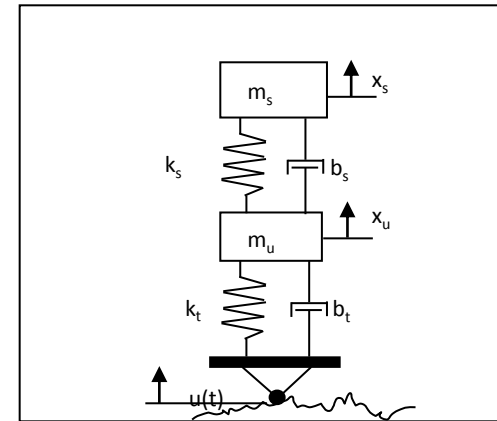 m_s
x_s
k_s
b_s
x_u
m_u
k_t
b_t
u(t)